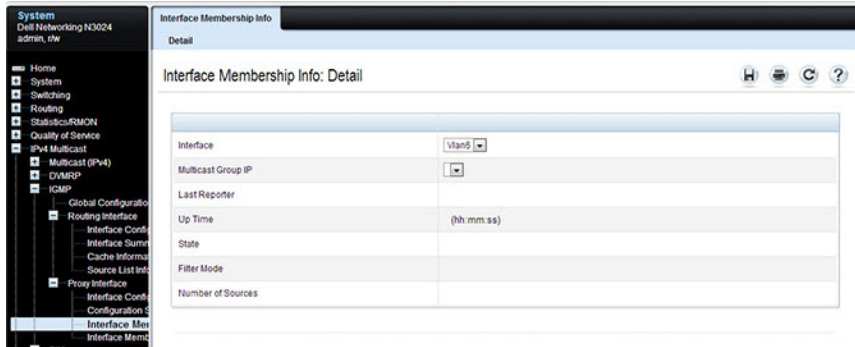 System
Dell Networking N3024
admin, r/w
Home
System
Switching
Routing
Statistics/RMON
Quality of Service
IPv4 Multicast
Multicast (IPv4)
DVMRP
IGMP
Global Configuratio
Routing Interface
Interface Config
Interface Summ
Cache Informat
Source List Info
Proxy Interface
Interface Config
Configuration S
Interface Mem
Interface Memb
Interface Membership Info
Detail
Interface Membership Info: Detail
Interface Vlan5
Multicast Group IP
Last Reporter
Up Time (hh:mm:ss)
State
Filter Mode
Number of Sources